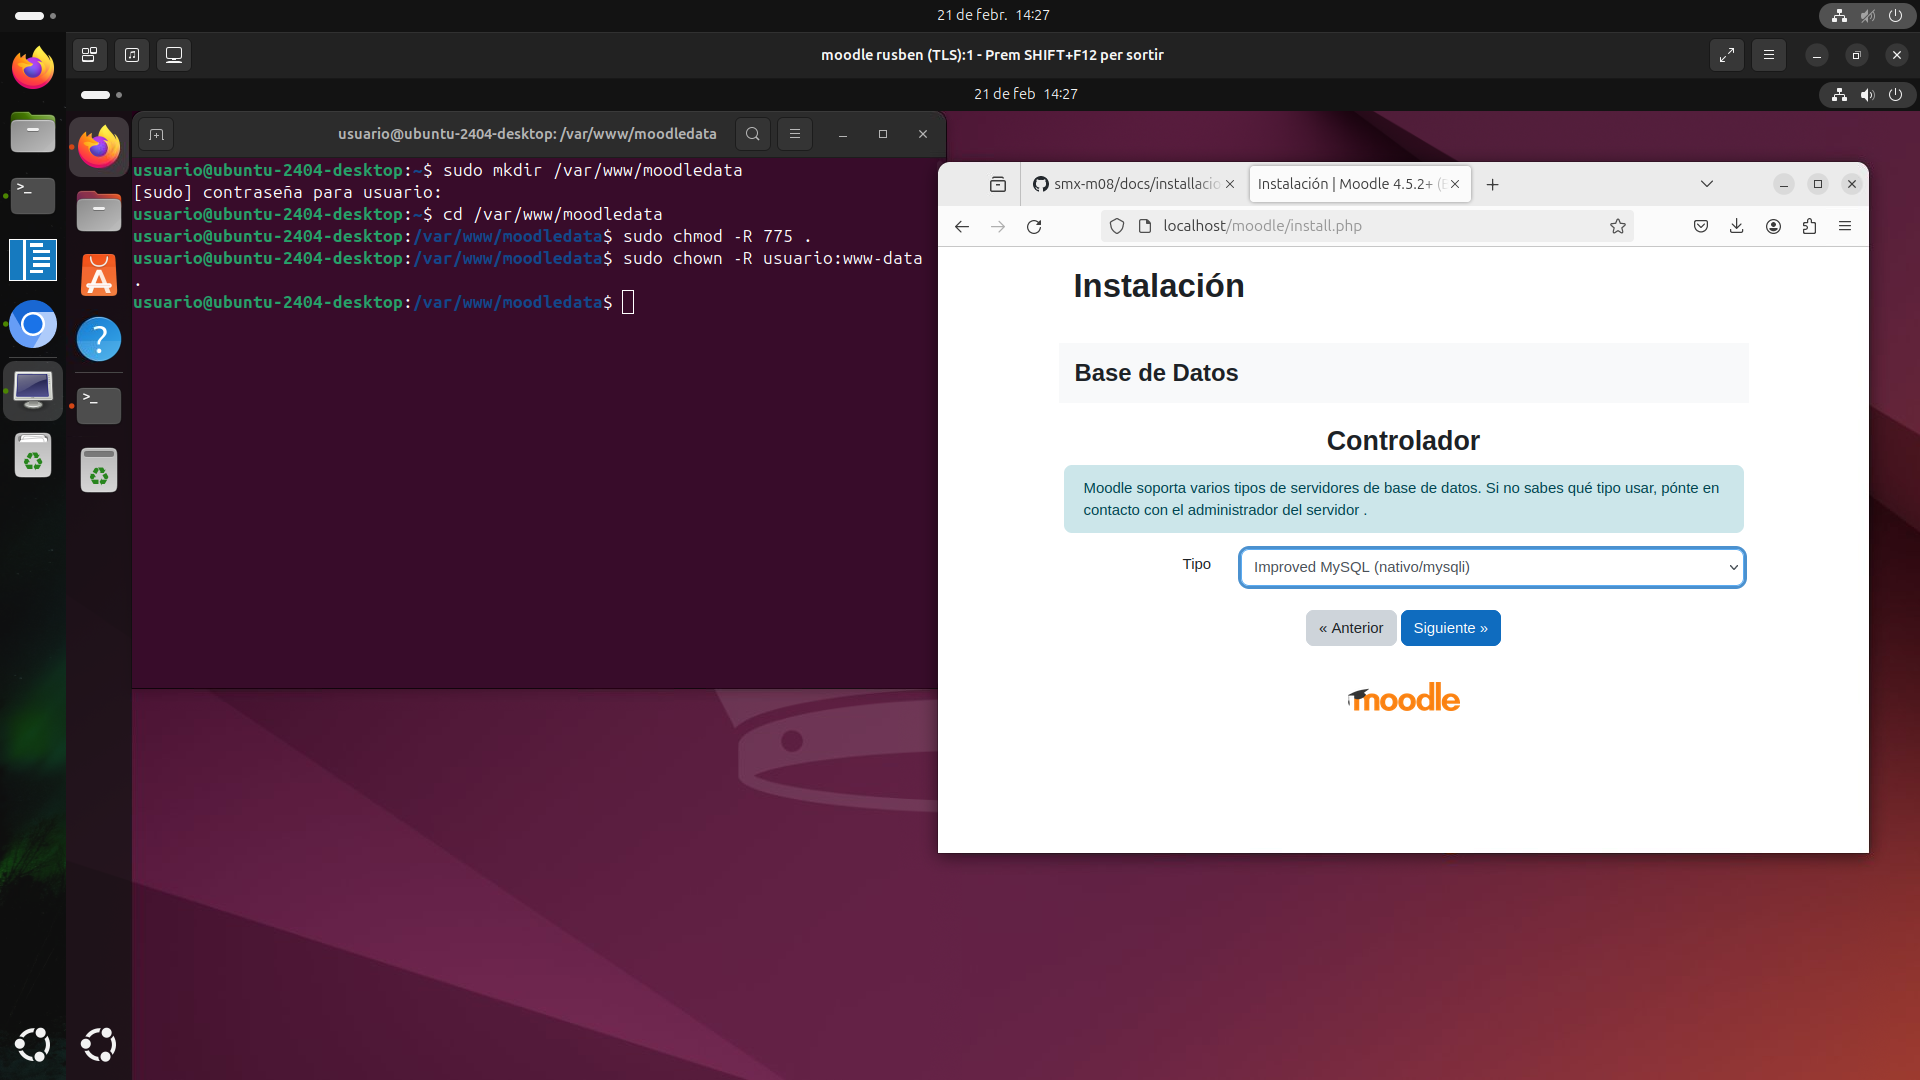 21 de febr. 14:27
moodle rusben (TLS):1 - Prem SHIFT+F12 per sortir
21 de feb 14:27
usuario@ubuntu-2404-desktop: /var/www/moodledata
usuario@ubuntu-2404-desktop:~$ sudo mkdir /var/www/moodledata
[sudo] contraseña para usuario:
usuario@ubuntu-2404-desktop:~$ cd /var/www/moodledata
usuario@ubuntu-2404-desktop:/var/www/moodledata$ sudo chmod -R 775 .
usuario@ubuntu-2404-desktop:/var/www/moodledata$ sudo chown -R usuario:www-data
.
usuario@ubuntu-2404-desktop:/var/www/moodledata$
smx-m08/docs/installacio
Instalación | Moodle 4.5.2+ (
localhost/moodle/install.php
Instalación
Base de Datos
Controlador
Moodle soporta varios tipos de servidores de base de datos. Si no sabes qué tipo usar, pónte en
contacto con el administrador del servidor .
Tipo
Improved MySQL (nativo/mysqli)
« Anterior
Siguiente »
moodle